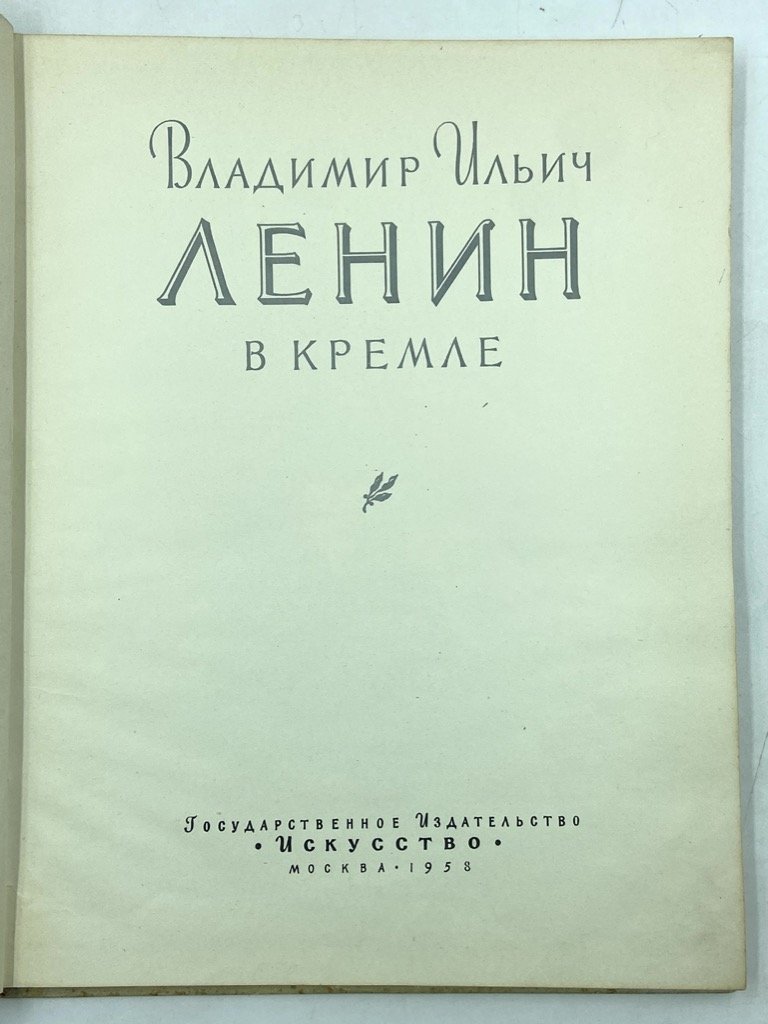 Владимир Ильич
ЛЕНИН
В КРЕМЛЕ
Государственное Издательство
• Искусство •
МОСКВА • 1958